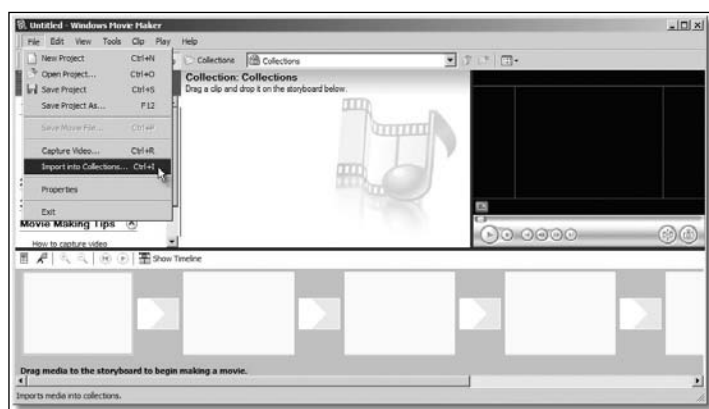 Untitled - Windows Movie Maker
File Edit View Tools Clip Play Help
New Project Ctrl+N
Open Project... Ctrl+O
Save Project Ctrl+S
Save Project As... F12
Save Movie File... Ctrl+P
Capture Video... Ctrl+R
Import into Collections... Ctrl+I
Properties
Exit
Collections Collections
Collection: Collections
Drag a clip and drop it on the storyboard below.
Movie Making Tips
How to capture video
Show Timeline
Drag media to the storyboard to begin making a movie.
Imports media into collections.